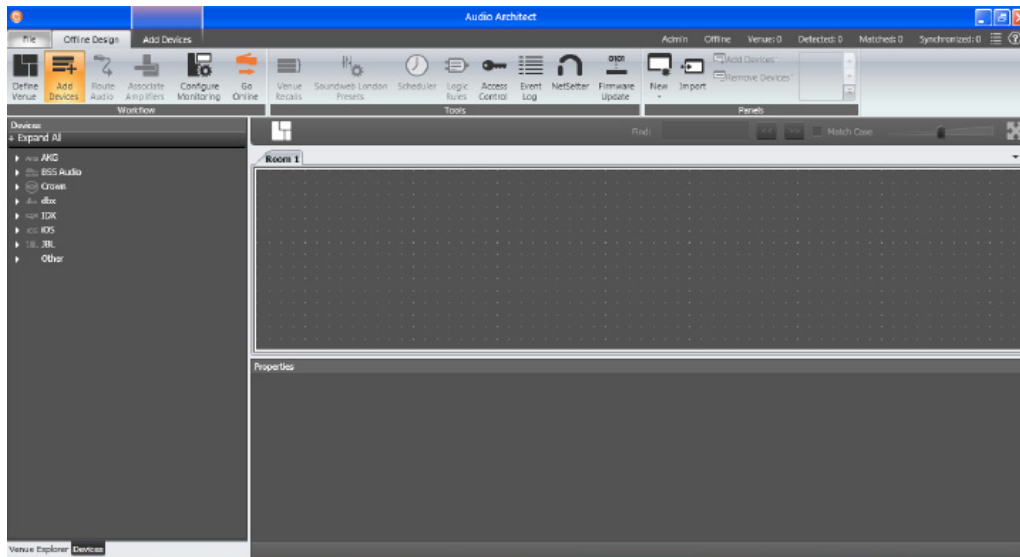 Audio Architect
File Offline Design Add Devices Admin Offline Venue: 0 Detected: 0 Matched: 0 Synchronized: 0
Define Venue Add Devices Route Audio Associate Amplifiers Configure Monitoring Go Online Venue Recalls Soundweb London Presets Scheduler Logic Rules Access Control Event Log NetSetter Firmware Update New Import Add Devices
Remove Devices
Workflow Tools Panels
Devices
+ Expand All Find: << >> Match Case
Room 1
AKG
BSS Audio
Crown
dbx
IDK
iOS
JBL
Other
Properties
Venue Explorer Devices